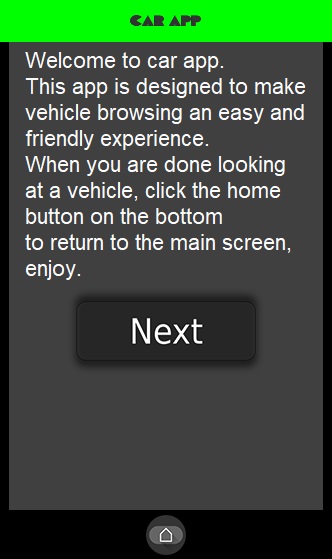 CAR APP
Welcome to car app.
This app is designed to make
vehicle browsing an easy and
friendly experience.
When you are done looking
at a vehicle, click the home
button on the bottom
to return to the main screen,
enjoy.
Next